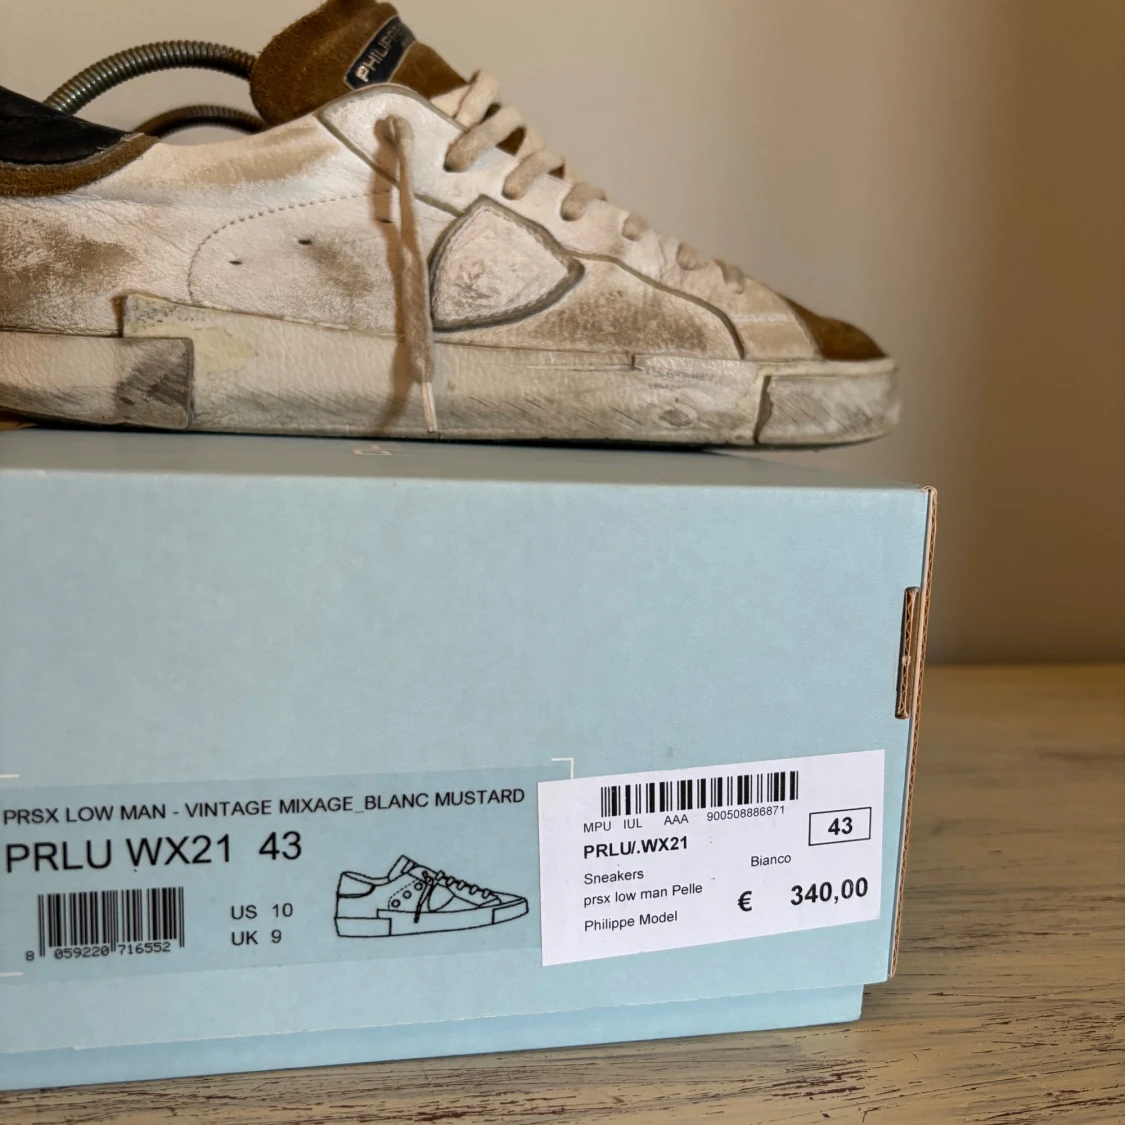 PHILIPP
PRSX LOW MAN - VINTAGE MIXAGE_BLANC MUSTARD
PRLU WX21 43
US 10
UK 9
8 059220 716552
MPU IUL AAA 900508886871
43
PRLU/.WX21
Sneakers
Bianco
prsx low man Pelle
€ 340,00
Philippe Model